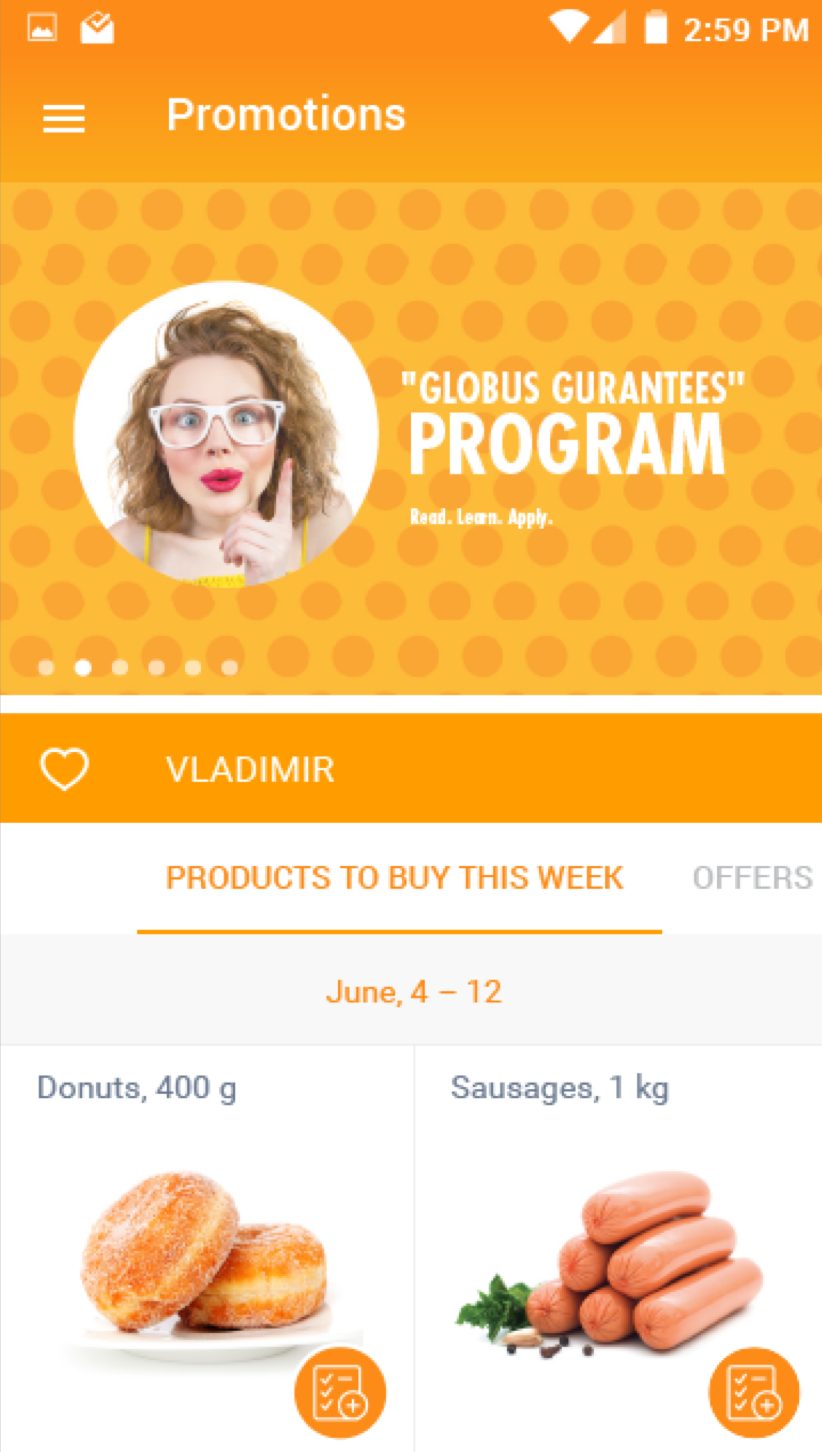 2:59 PM
Promotions
"GLOBUS GURANTEES"
PROGRAM
Read. Learn. Apply.
VLADIMIR
PRODUCTS TO BUY THIS WEEK OFFERS
June, 4 – 12
Donuts, 400 g
Sausages, 1 kg